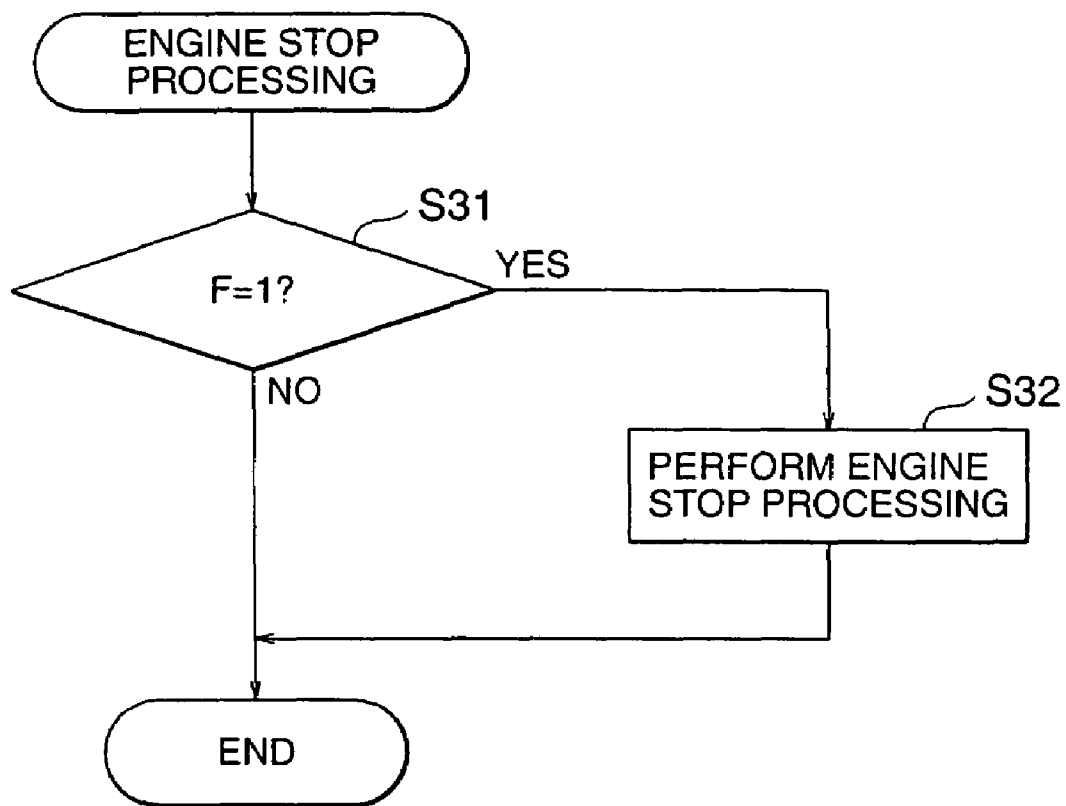 ENGINE STOP
PROCESSING
S31
F=1?
YES
NO
S32
PERFORM ENGINE
STOP PROCESSING
END